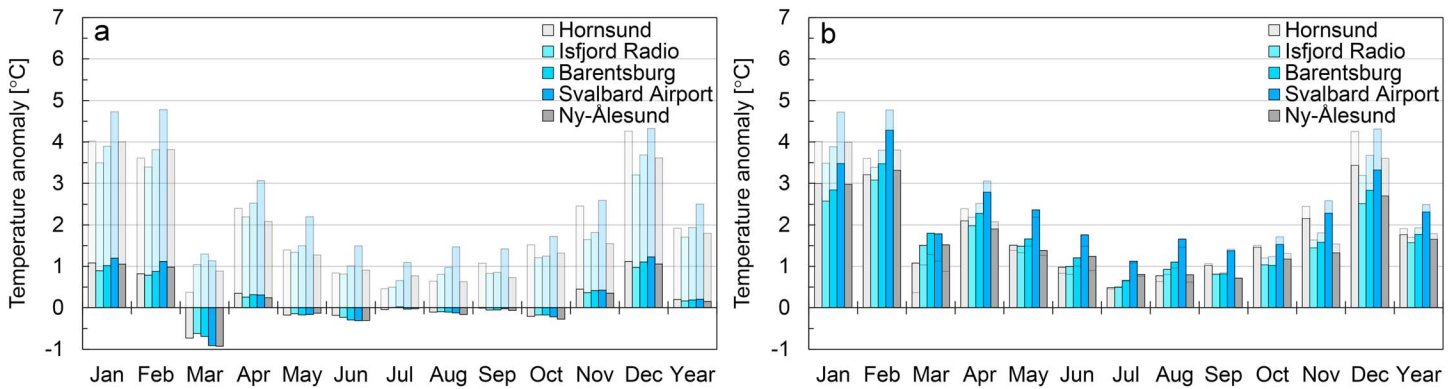 a
Temperature anomaly [°C]
7
6
5
4
3
2
1
0
-1
Hornsund
Isfjord Radio
Barentsburg
Svalbard Airport
Ny-Ålesund
Jan Feb Mar Apr May Jun Jul Aug Sep Oct Nov Dec Year
b
Temperature anomaly [°C]
7
6
5
4
3
2
1
0
-1
Hornsund
Isfjord Radio
Barentsburg
Svalbard Airport
Ny-Ålesund
Jan Feb Mar Apr May Jun Jul Aug Sep Oct Nov Dec Year